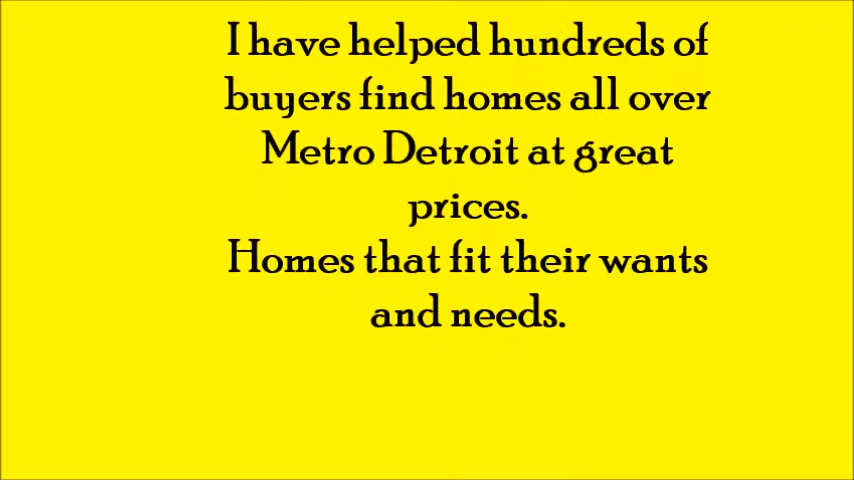 I have helped hundreds of
buyers find homes all over
Metro Detroit at great
prices.
Homes that fit their wants
and needs.